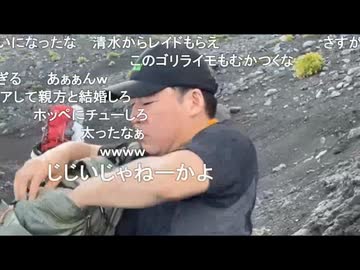 いになったな　清水からレイドもらえ
さすが
このゴリライモもむかつくな
ぎる　あぁぁんｗ
アして親方と結婚しろ
ホッペにチューしろ
太ったなぁ
ｗｗｗｗ
じじいじゃねーかよ